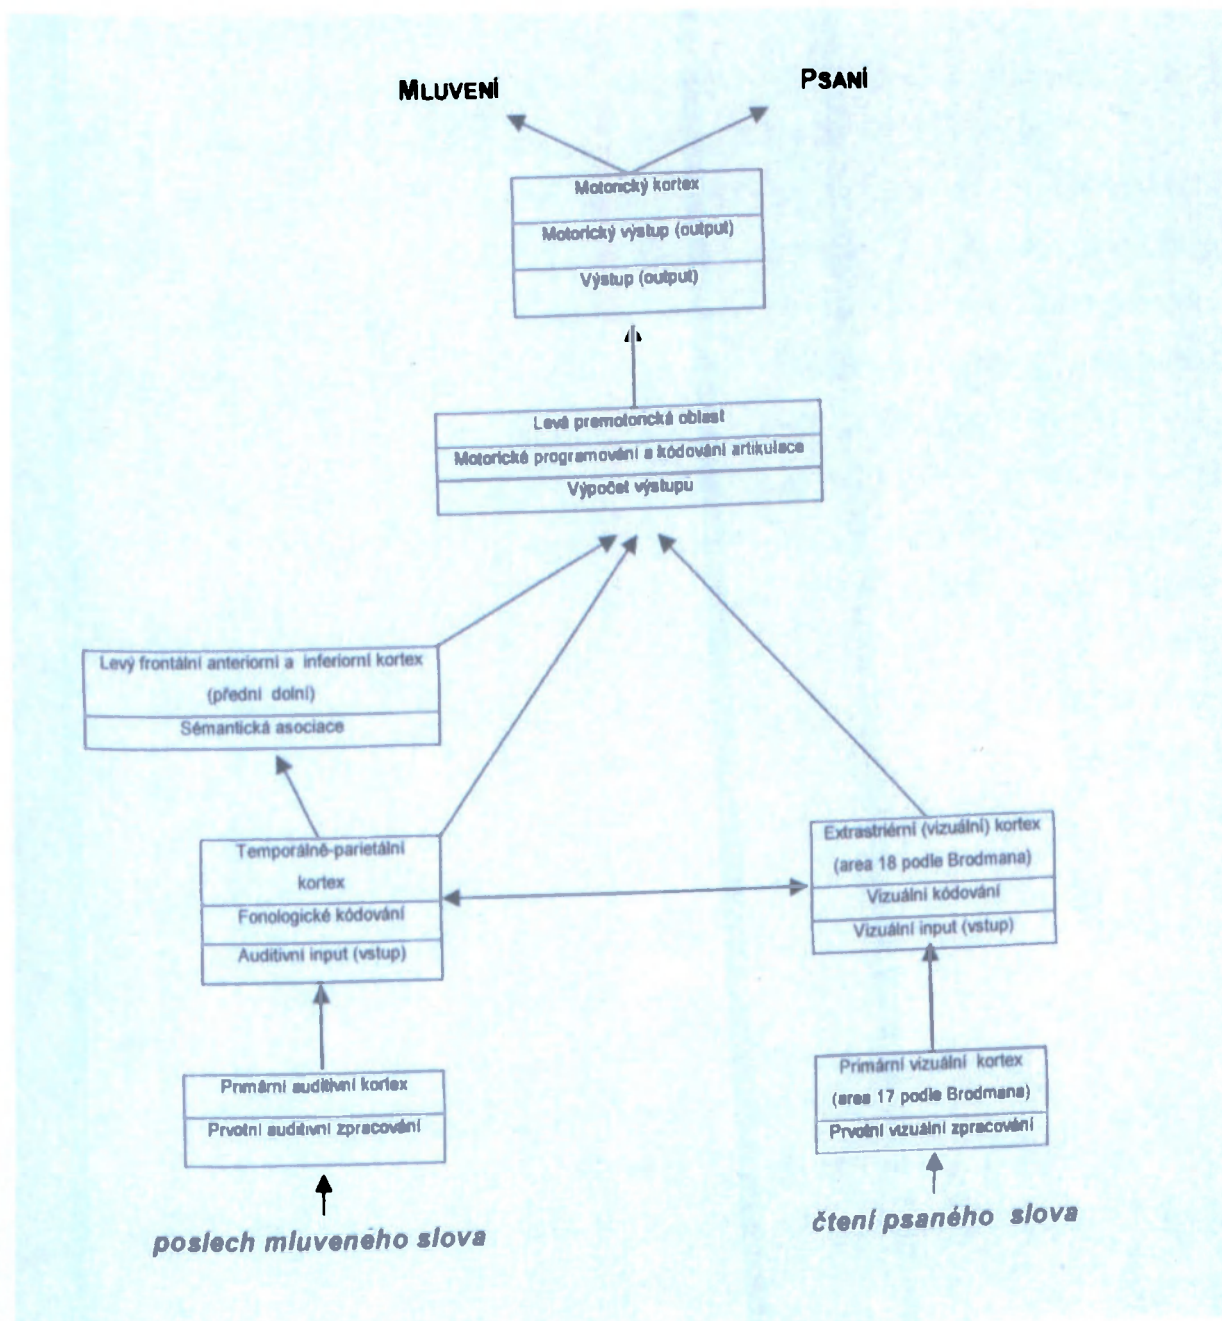 MLUVENÍ
PSANÍ
Motorický kortex
Motorický výstup (output)
Výstup (output)
Levá premotorická oblast
Motorické programování a kódování artikulace
Výpočet výstupů
Levý frontální anteriorní a inferiorní kortex
(přední dolní)
Sémantická asociace
Temporálně-parietální
kortex
Fonologické kódování
Auditivní input (vstup)
Extrastriérní (vizuální) kortex
(area 18 podle Brodmana)
Vizuální kódování
Vizuální input (vstup)
Primární auditivní kortex
Prvotní auditivní zpracování
Primární vizuální kortex
(area 17 podle Brodmana)
Prvotní vizuální zpracování
poslech mluveného slova
čtení psaného slova